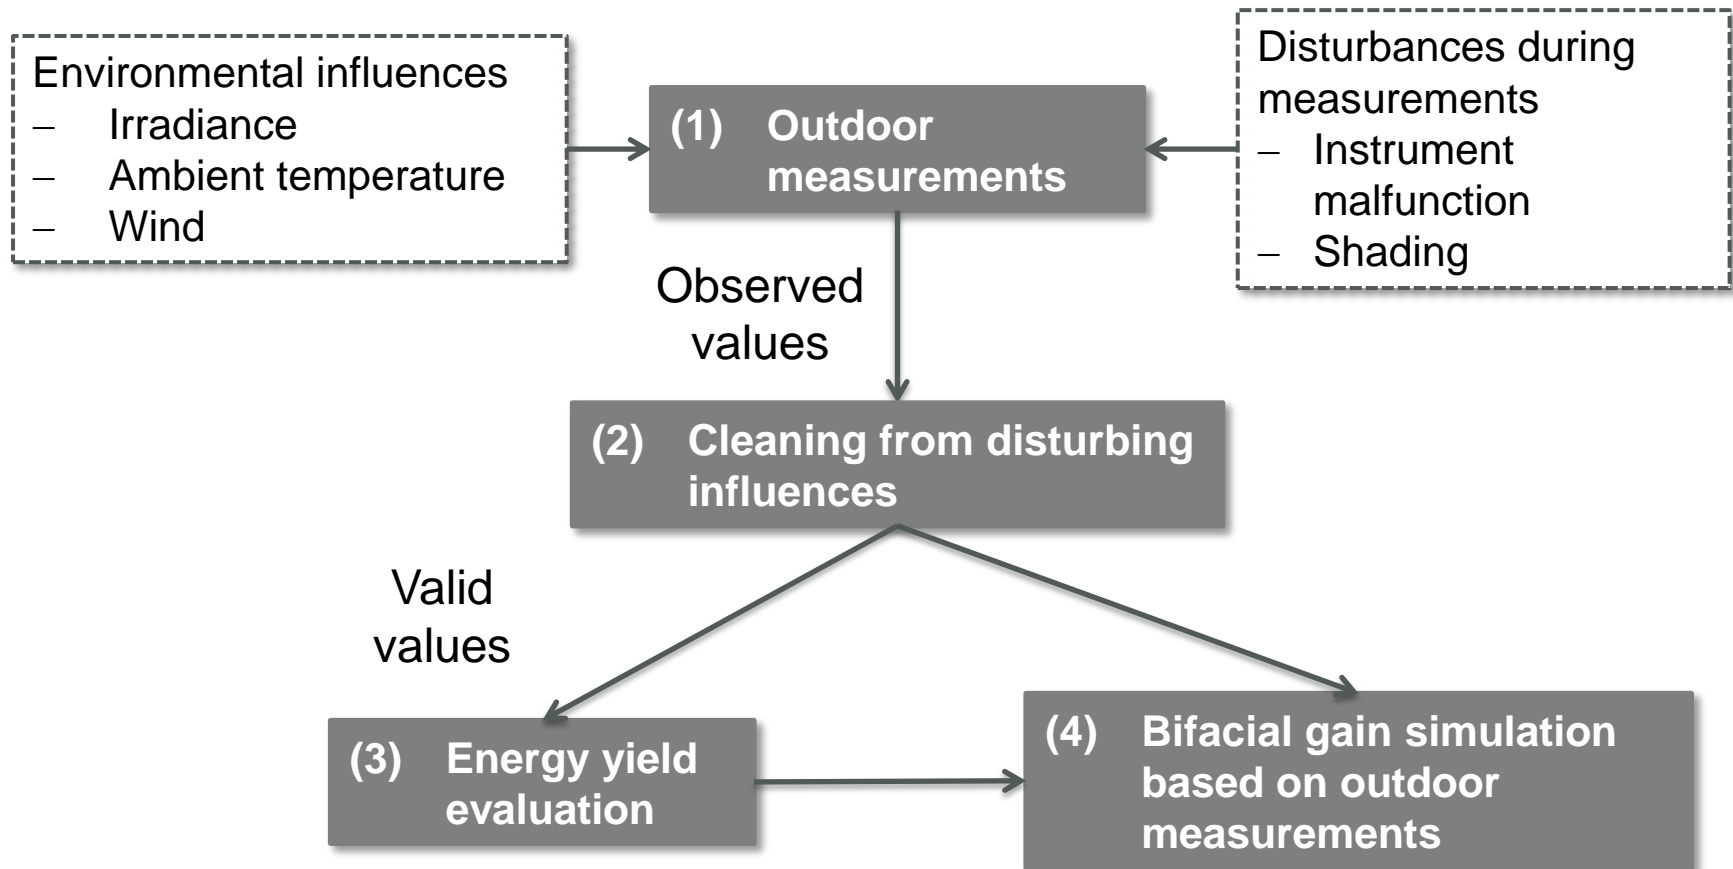 Environmental influences
– Irradiance
– Ambient temperature
– Wind
(1) Outdoor
measurements
Disturbances during
measurements
– Instrument
malfunction
– Shading
Observed
values
(2) Cleaning from disturbing
influences
Valid
values
(3) Energy yield
evaluation
(4) Bifacial gain simulation
based on outdoor
measurements